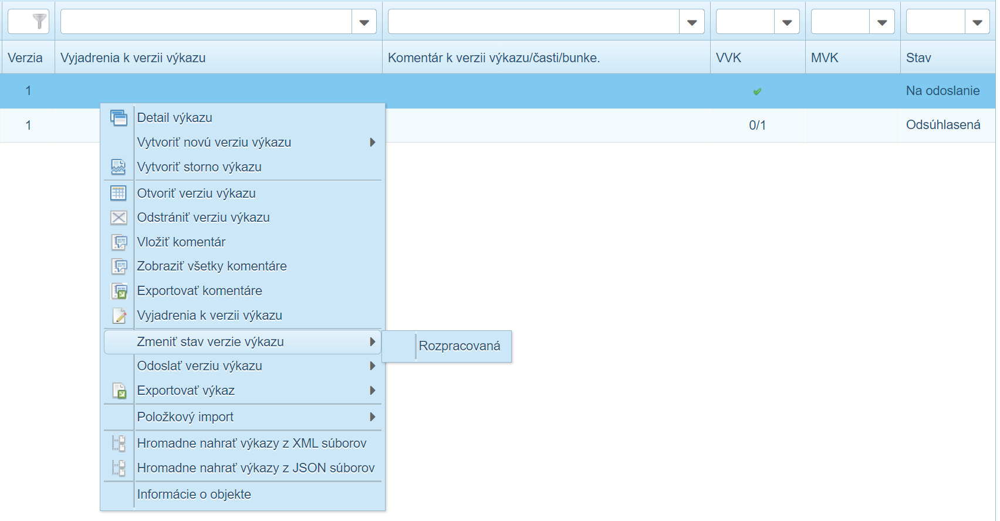 Verzia Vyjadrenia k verzii výkazu Komentár k verzii výkazu/časti/bunke. VVK MVK Stav
1 Na odoslanie
1 0/1 Odsúhlasená
Detail výkazu
Vytvoriť novú verziu výkazu
Vytvoriť storno výkazu
Otvoriť verziu výkazu
Odstrániť verziu výkazu
Vložiť komentár
Zobraziť všetky komentáre
Exportovať komentáre
Vyjadrenia k verzii výkazu
Zmeniť stav verzie výkazu
Rozpracovaná
Odoslať verziu výkazu
Exportovať výkaz
Položkový import
Hromadne nahrať výkazy z XML súborov
Hromadne nahrať výkazy z JSON súborov
Informácie o objekte